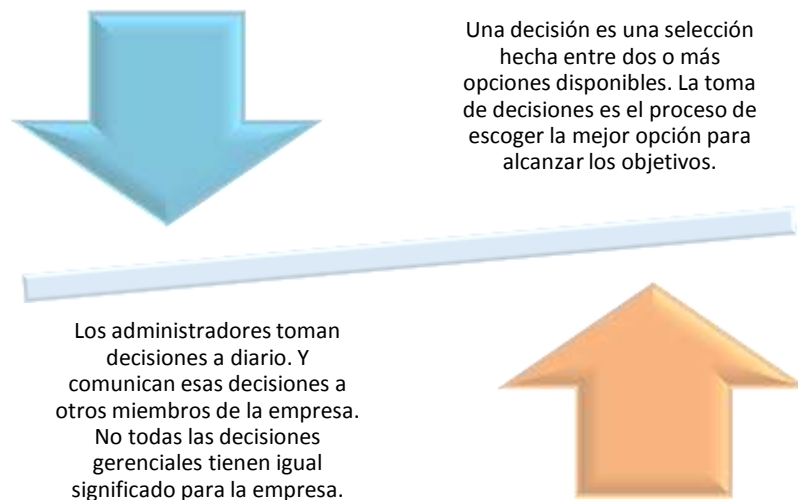 Una decisión es una selección
hecha entre dos o más
opciones disponibles. La toma
de decisiones es el proceso de
escoger la mejor opción para
alcanzar los objetivos.
Los administradores toman
decisiones a diario. Y
comunican esas decisiones a
otros miembros de la empresa.
No todas las decisiones
gerenciales tienen igual
significado para la empresa.